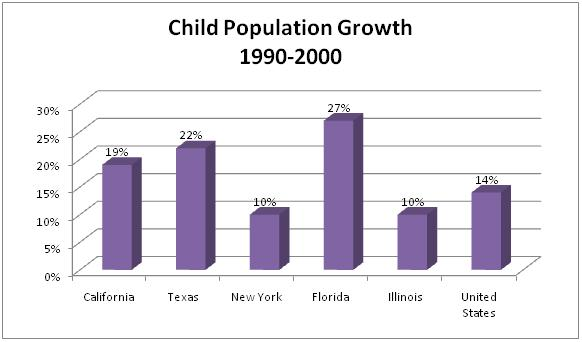 Child Population Growth
1990-2000
30%
25%
20%
15%
10%
5%
0%
19%
22%
10%
27%
10%
14%
California
Texas
New York
Florida
Illinois
United
States